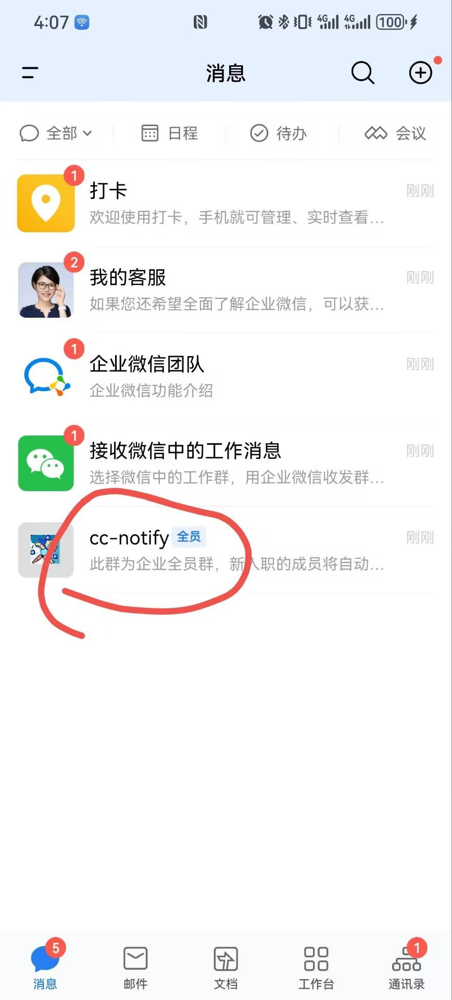 4:07
4G 4G 100
消息
全部 日程 待办 会议
1
打卡 刚刚
欢迎使用打卡，手机就可管理、实时查看...
2
我的客服 刚刚
如果您还希望全面了解企业微信，可以获...
1
企业微信团队 刚刚
企业微信功能介绍
1
接收微信中的工作消息 刚刚
选择微信中的工作群，用企业微信收发群...
cc-notify 全员 刚刚
此群为企业全员群，新入职的成员将自动...
5 1
消息 邮件 文档 工作台 通讯录